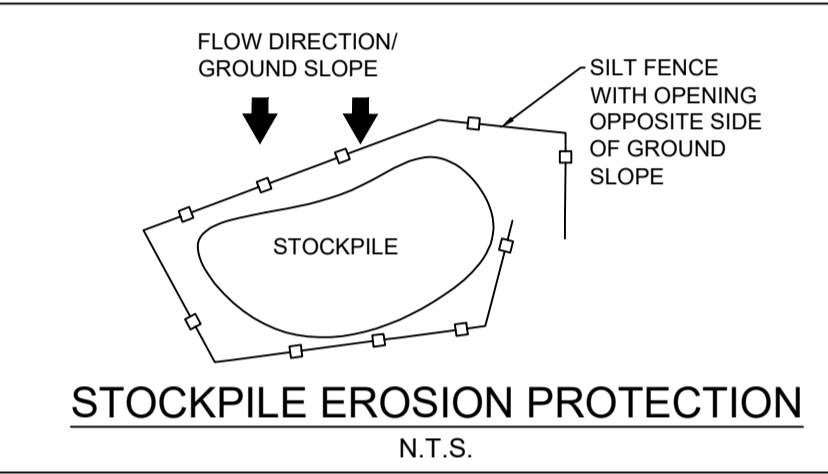 FLOW DIRECTION/
GROUND SLOPE
SILT FENCE
WITH OPENING
OPPOSITE SIDE
OF GROUND
SLOPE
STOCKPILE
STOCKPILE EROSION PROTECTION
N.T.S.